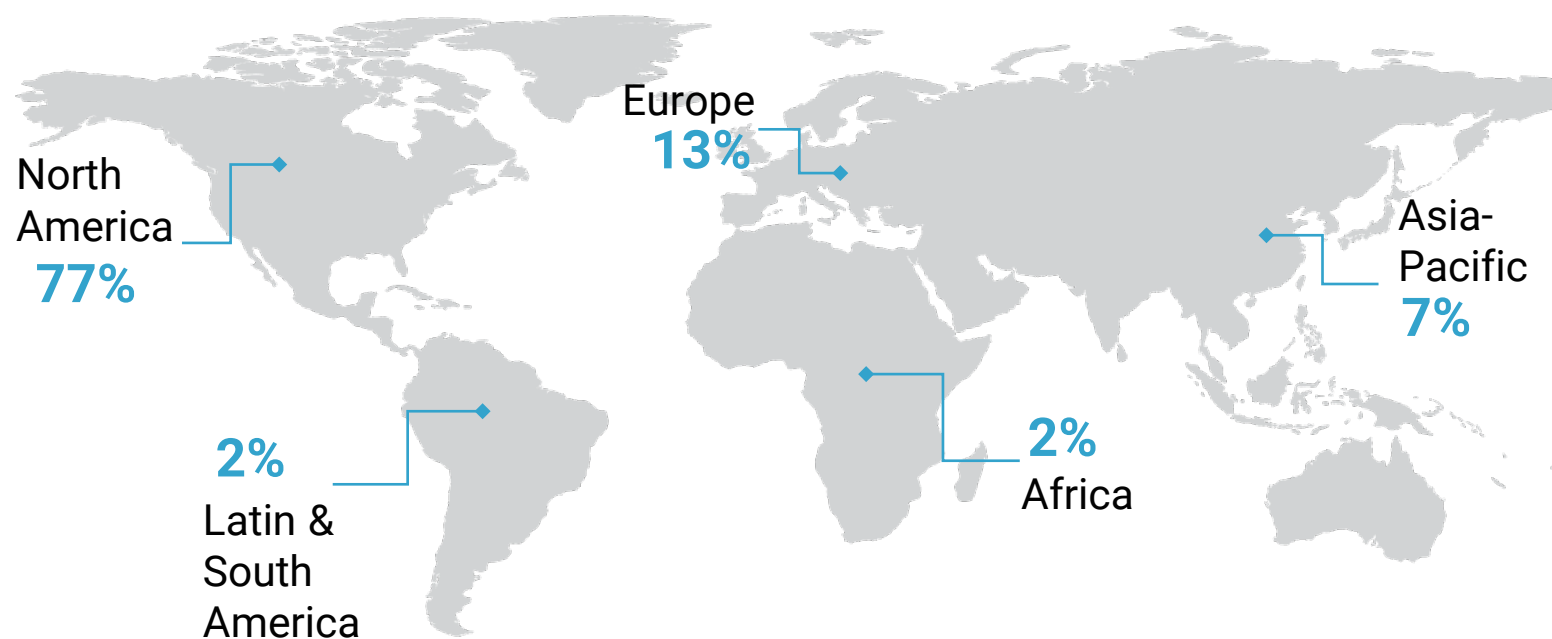 Europe
13%
North
America
77%
Asia-
Pacific
7%
2%
Latin &
South
America
2%
Africa